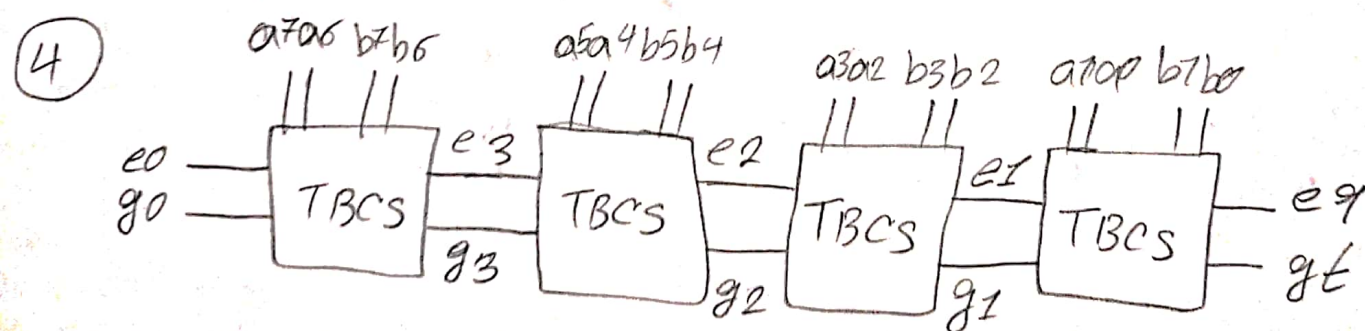 4
a7a6 b7b6 a5a4 b5b4 a3a2 b3b2 a1a0 b1b0
e0 e3 e2 e1 eq
g0 TBCS TBCS TBCS TBCS gt
g3 g2 g1